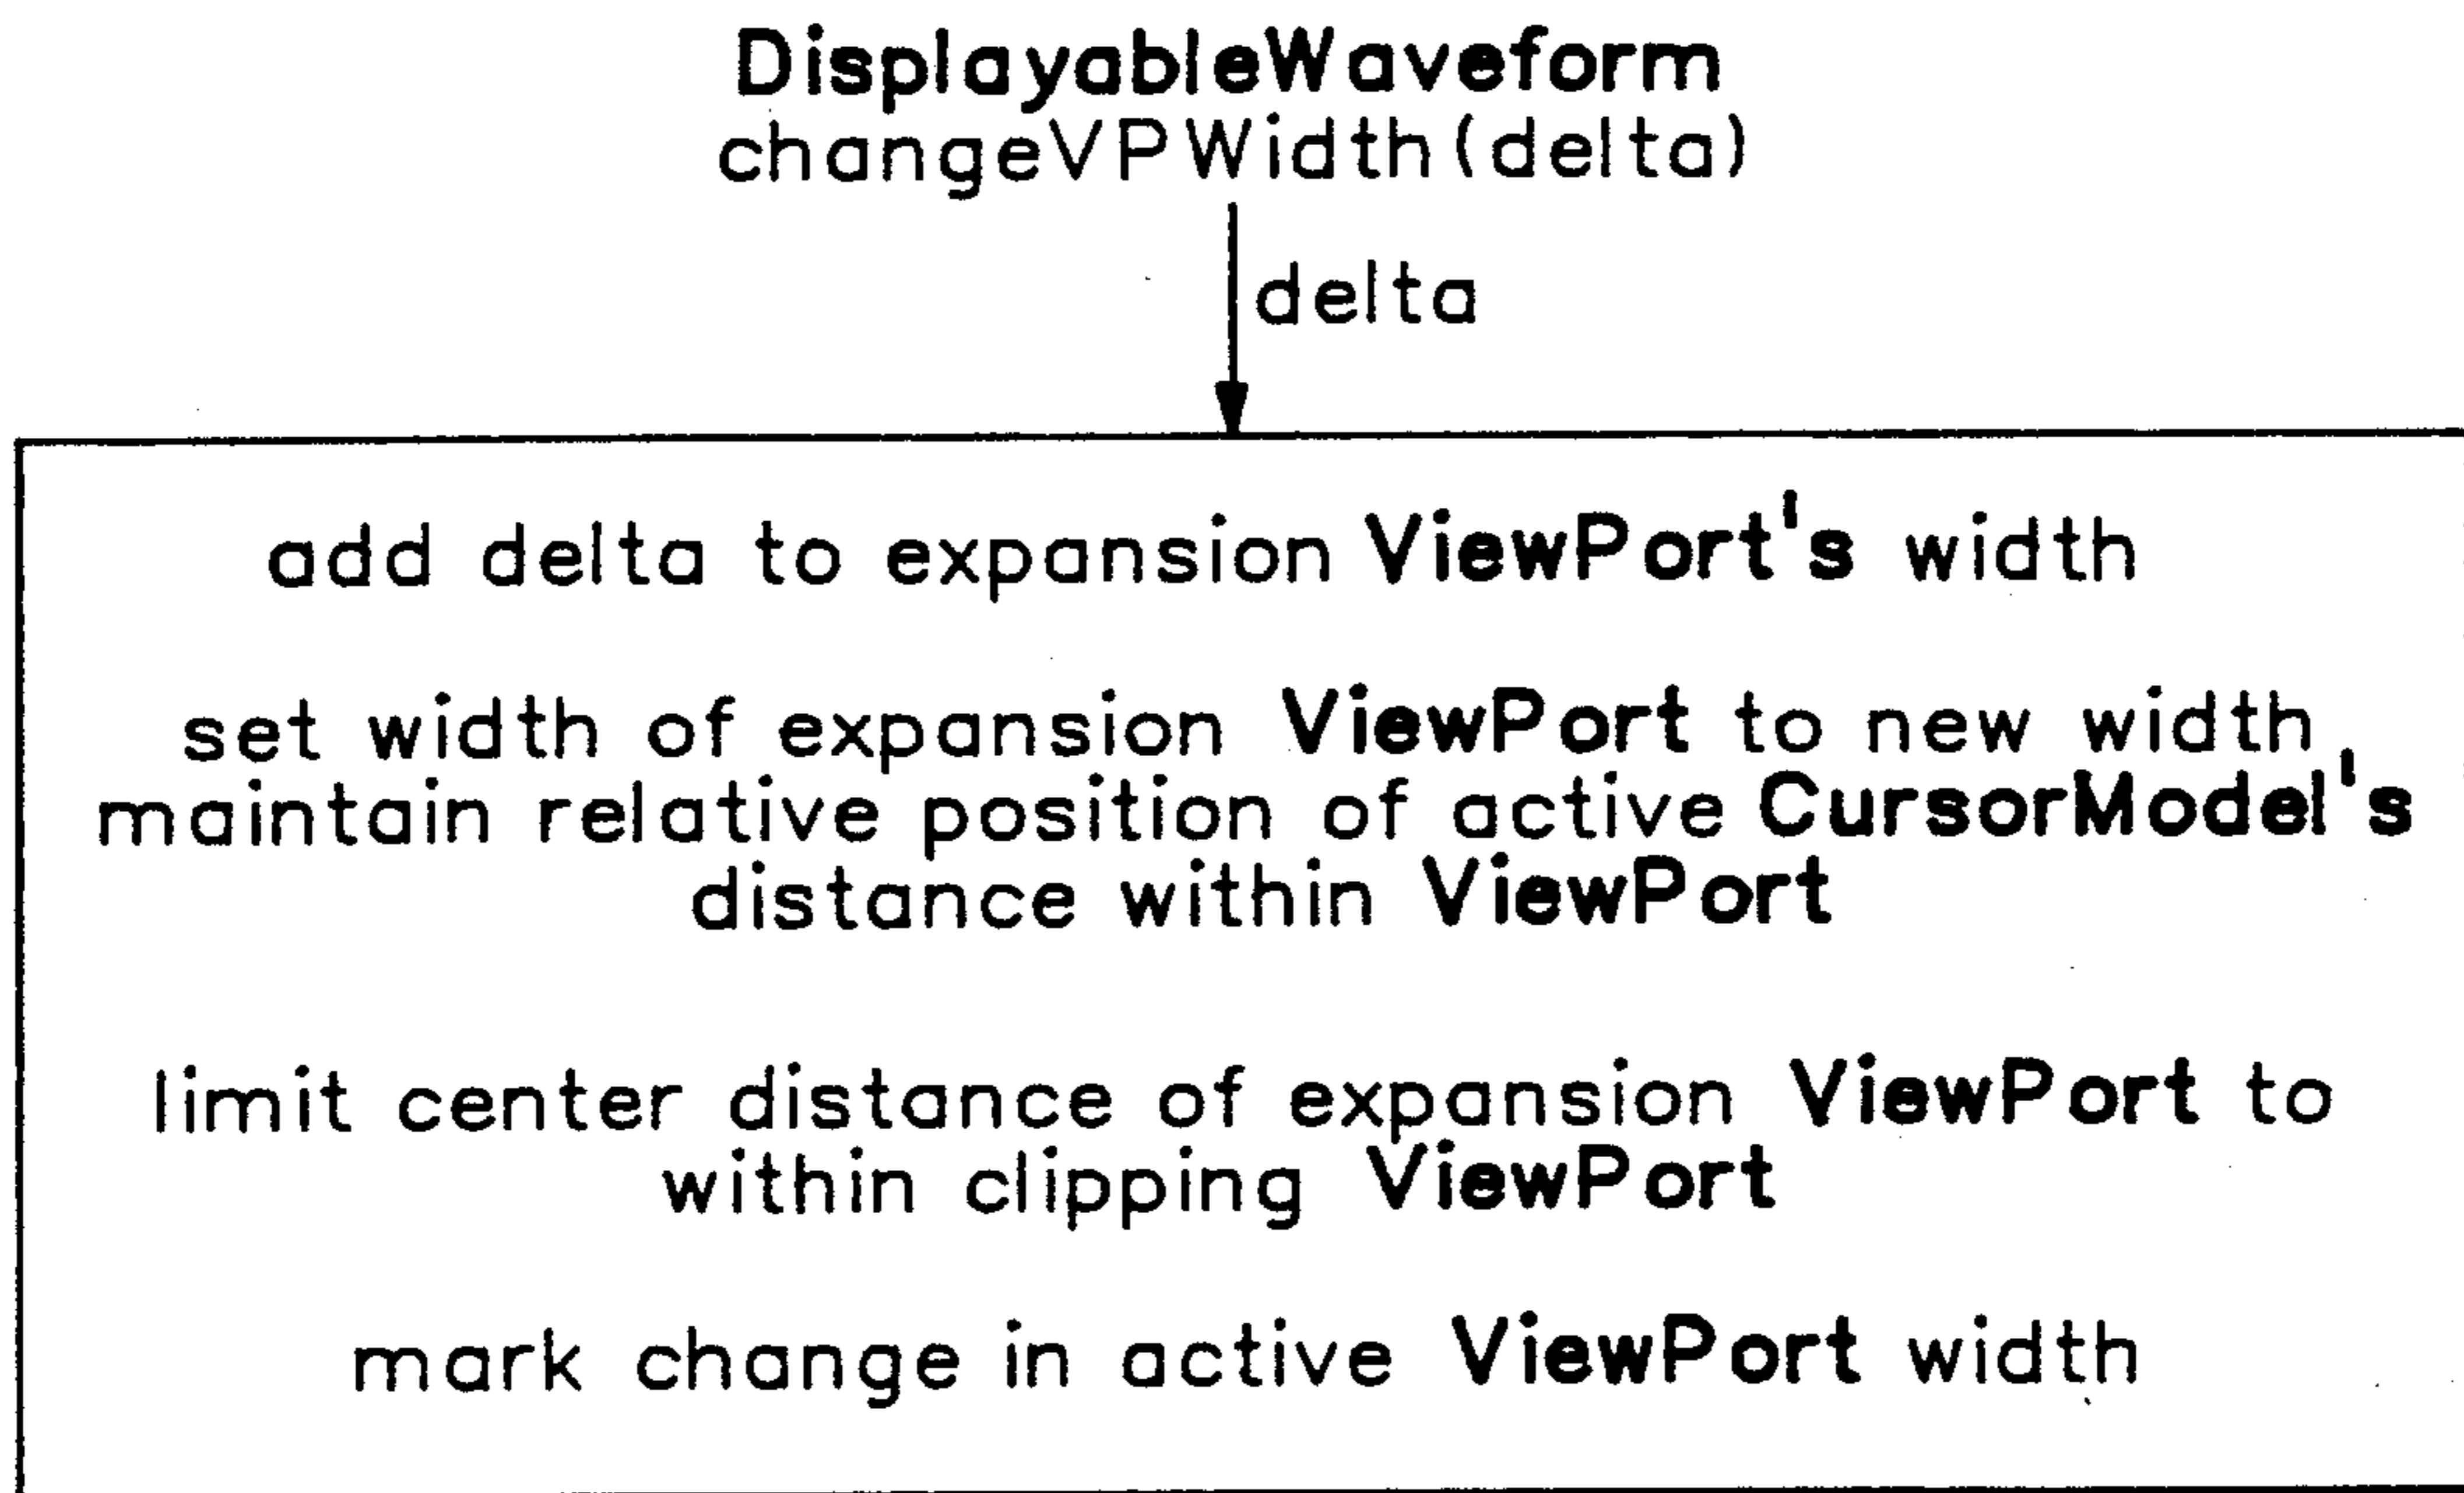 DisplayableWaveform
changeVPWidth(delta)
delta
add delta to expansion ViewPort's width
set width of expansion ViewPort to new width,
maintain relative position of active CursorModel's
distance within ViewPort
limit center distance of expansion ViewPort to
within clipping ViewPort
mark change in active ViewPort width